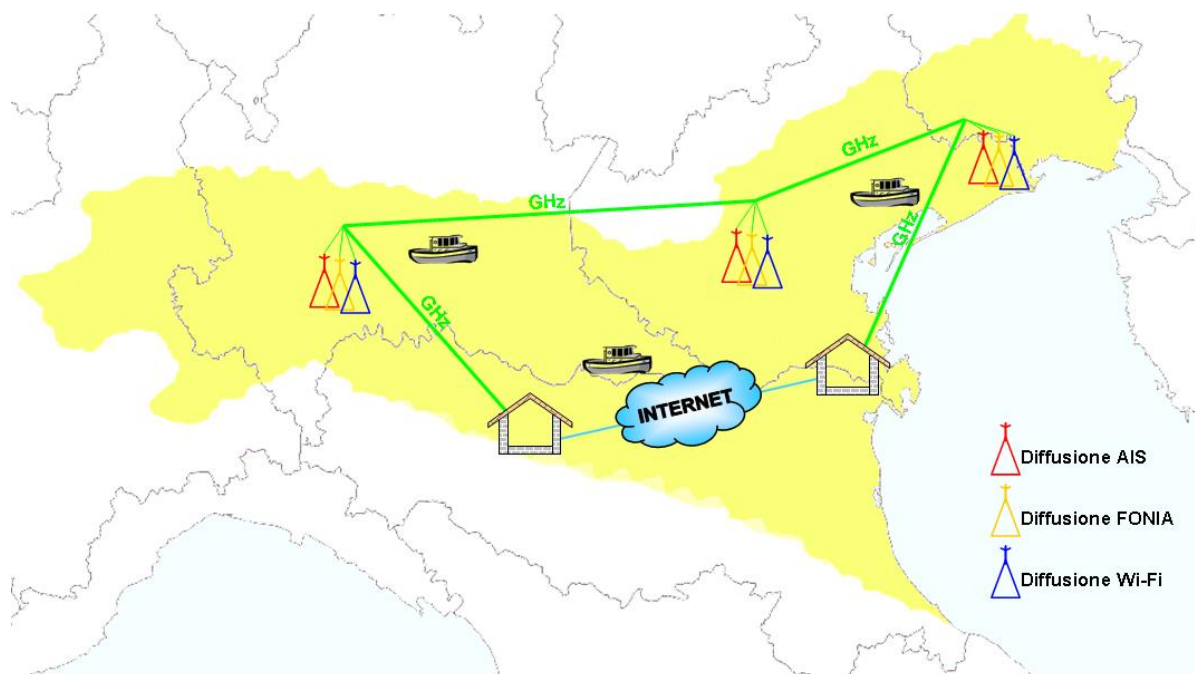 GHz
GHz
GHz
GHz
INTERNET
Diffusione AIS
Diffusione FONIA
Diffusione Wi-Fi